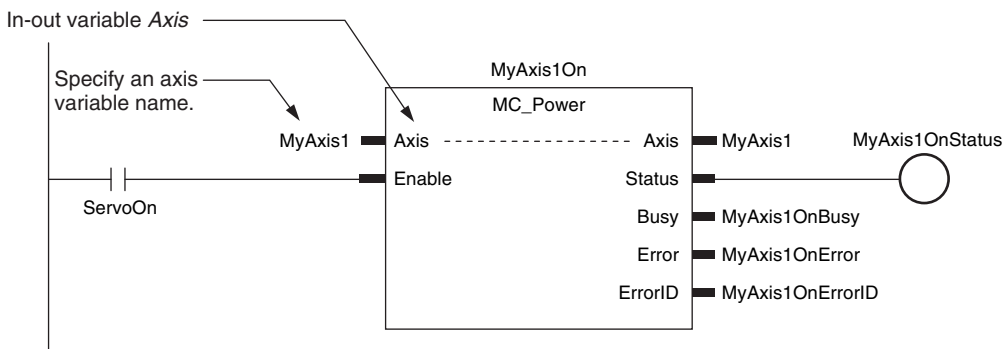 In-out variable Axis
Specify an axis
variable name.
MyAxis1On
MC_Power
MyAxis1 Axis Axis MyAxis1 MyAxis1OnStatus
Enable Status
ServoOn
Busy MyAxis1OnBusy
Error MyAxis1OnError
ErrorID MyAxis1OnErrorID